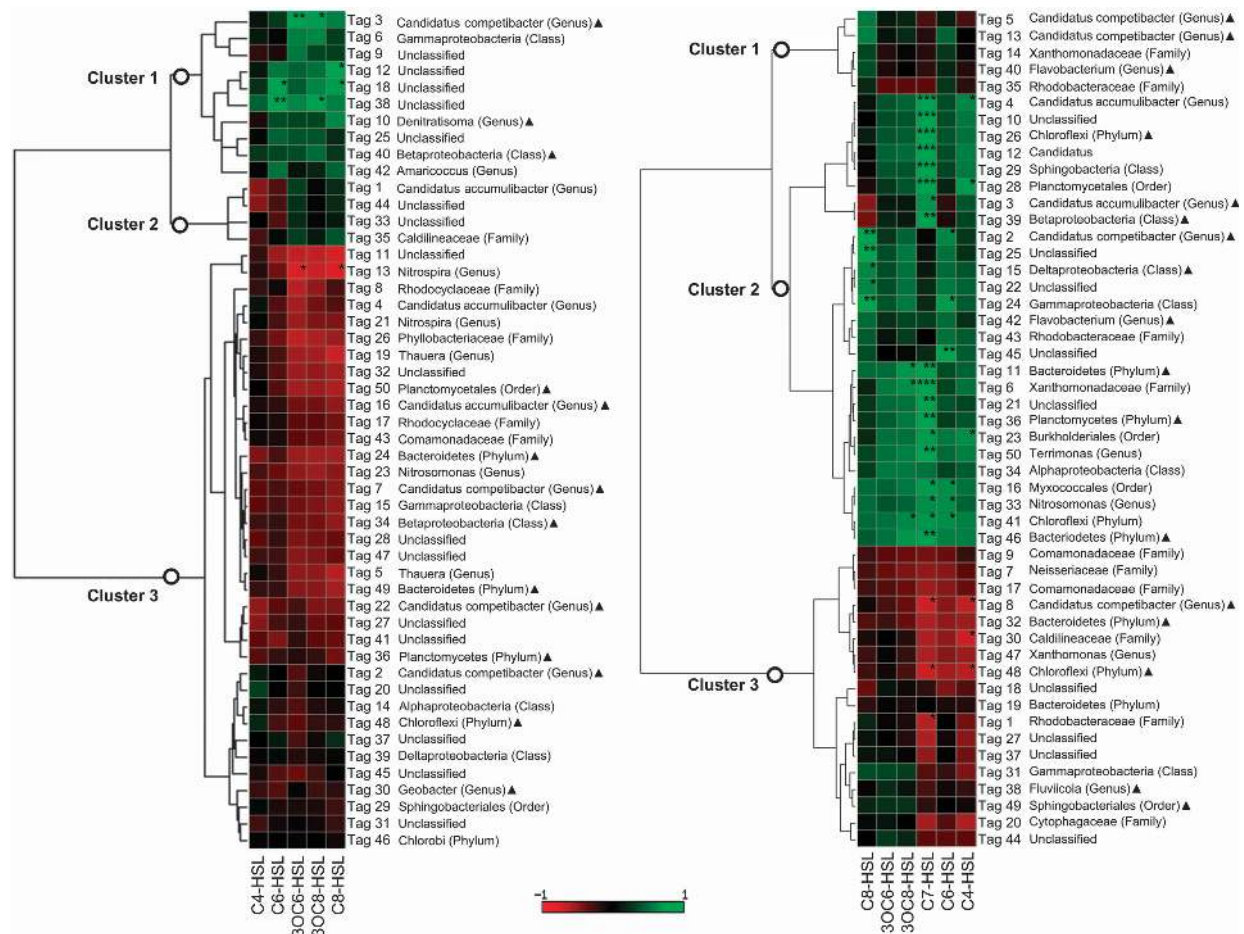 Tag 3 Candidatus competibacter (Genus)▲
Tag 6 Gammaproteobacteria (Class)
Tag 9 Unclassified
Cluster 1
Tag 12 Unclassified
Tag 18 Unclassified
Tag 38 Unclassified
Tag 10 Denitratisoma (Genus)▲
Tag 25 Unclassified
Tag 40 Betaproteobacteria (Class)▲
Tag 42 Amaricoccus (Genus)
Tag 1 Candidatus accumulibacter (Genus)
Tag 44 Unclassified
Cluster 2
Tag 33 Unclassified
Tag 35 Caldilineaceae (Family)
Tag 11 Unclassified
Tag 13 Nitrospira (Genus)
Tag 8 Rhodocyclaceae (Family)
Tag 4 Candidatus accumulibacter (Genus)
Tag 21 Nitrospira (Genus)
Tag 26 Phyllobacteriaceae (Family)
Tag 19 Thauera (Genus)
Tag 32 Unclassified
Tag 50 Planctomycetales (Order)▲
Tag 16 Candidatus accumulibacter (Genus)▲
Tag 17 Rhodocyclaceae (Family)
Tag 43 Comamonadaceae (Family)
Tag 24 Bacteroidetes (Phylum)▲
Tag 23 Nitrosomonas (Genus)
Tag 7 Candidatus competibacter (Genus)▲
Tag 15 Gammaproteobacteria (Class)
Tag 34 Betaproteobacteria (Class)▲
Tag 28 Unclassified
Tag 47 Unclassified
Tag 5 Thauera (Genus)
Cluster 3
Tag 49 Bacteroidetes (Phylum)▲
Tag 22 Candidatus competibacter (Genus)▲
Tag 27 Unclassified
Tag 41 Unclassified
Tag 36 Planctomycetes (Phylum)▲
Tag 2 Candidatus competibacter (Genus)▲
Tag 20 Unclassified
Tag 14 Alphaproteobacteria (Class)
Tag 48 Chloroflexi (Phylum)▲
Tag 37 Unclassified
Tag 39 Deltaproteobacteria (Class)
Tag 45 Unclassified
Tag 30 Geobacter (Genus)▲
Tag 29 Sphingobacteriales (Order)
Tag 31 Unclassified
Tag 46 Chlorobi (Phylum)
C4-HSL
C6-HSL
3OC6-HSL
3OC8-HSL
C8-HSL
-1 1
Tag 5 Candidatus competibacter (Genus)▲
Tag 13 Candidatus competibacter (Genus)▲
Cluster 1
Tag 14 Xanthomonadaceae (Family)
Tag 40 Flavobacterium (Genus)▲
Tag 35 Rhodobacteraceae (Family)
Tag 4 Candidatus accumulibacter (Genus)
Tag 10 Unclassified
Tag 26 Chloroflexi (Phylum)▲
Tag 12 Candidatus
Tag 29 Sphingobacteria (Class)
Tag 28 Planctomycetales (Order)
Tag 3 Candidatus accumulibacter (Genus)▲
Tag 39 Betaproteobacteria (Class)▲
Tag 2 Candidatus competibacter (Genus)▲
Tag 25 Unclassified
Tag 15 Deltaproteobacteria (Class)▲
Cluster 2
Tag 22 Unclassified
Tag 24 Gammaproteobacteria (Class)
Tag 42 Flavobacterium (Genus)▲
Tag 43 Rhodobacteraceae (Family)
Tag 45 Unclassified
Tag 11 Bacteroidetes (Phylum)▲
Tag 6 Xanthomonadaceae (Family)
Tag 21 Unclassified
Tag 36 Planctomycetes (Phylum)▲
Tag 23 Burkholderiales (Order)
Tag 50 Terrimonas (Genus)
Tag 34 Alphaproteobacteria (Class)
Tag 16 Myxococcales (Order)
Tag 33 Nitrosomonas (Genus)
Tag 41 Chloroflexi (Phylum)
Tag 46 Bacteriodetes (Phylum)▲
Tag 9 Comamonadaceae (Family)
Tag 7 Neisseriaceae (Family)
Tag 17 Comamonadaceae (Family)
Tag 8 Candidatus competibacter (Genus)▲
Tag 32 Bacteroidetes (Phylum)▲
Tag 30 Caldilineaceae (Family)
Tag 47 Xanthomonas (Genus)
Tag 48 Chloroflexi (Phylum)▲
Cluster 3
Tag 18 Unclassified
Tag 19 Bacteroidetes (Phylum)
Tag 1 Rhodobacteraceae (Family)
Tag 27 Unclassified
Tag 37 Unclassified
Tag 31 Gammaproteobacteria (Class)
Tag 38 Fluviicola (Genus)▲
Tag 49 Sphingobacteriales (Order)▲
Tag 20 Cytophagaceae (Family)
Tag 44 Unclassified
C8-HSL
3OC6-HSL
3OC8-HSL
C7-HSL
C6-HSL
C4-HSL